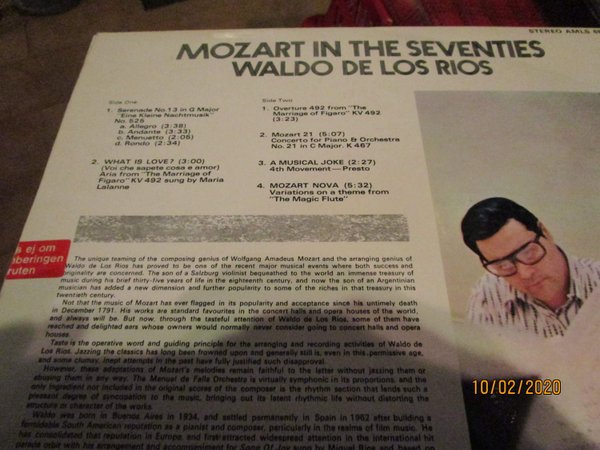 STEREO AMLS
MOZART IN THE SEVENTIES
WALDO DE LOS RIOS
Side One
1. Serenade No.13 in G Major
"Eine Kleine Nachtmusik"
No. 525
a. Allegro (3:38)
b. Andante (3:33)
c. Menuetto (2:05)
d. Rondo (2:34)
2. WHAT IS LOVE? (3:00)
(Voi che sapete cosa e amor)
Aria from "The Marriage of
Figaro" KV 492 sung by Maria
Lalanne
Side Two
1. Overture 492 from "The
Marriage of Figaro" KV 492
(3:23)
2. Mozart 21 (5:07)
Concerto for Piano & Orchestra
No. 21 in C Major. K 467
3. A MUSICAL JOKE (2:27)
4th Movement—Presto
4. MOZART NOVA (5:32)
Variations on a theme from
"The Magic Flute"
s ej om
beringen
ruten
The unique teaming of the composing genius of Wolfgang Amadeus Mozart and the arranging genius of
Waldo de Los Rios has proved to be one of the recent major musical events where both success and
originality are concerned. The son of a Salzburg violinist bequeathed to the world an immense treasury of
music during his brief thirty-five years of life in the eighteenth century, and now the son of an Argentinian
musician has added a new dimension and further popularity to some of the riches in that treasury in this
twentieth century.
Not that the music of Mozart has ever flagged in its popularity and acceptance since his untimely death
in December 1791. His works are standard favourites in the concert halls and opera houses of the world,
and always will be. But now, through the tasteful attention of Waldo de Los Rios, some of them have
reached and delighted ears whose owners would normally never consider going to concert halls and opera
houses.
Taste is the operative word and guiding principle for the arranging and recording activities of Waldo de
Los Rios. Jazzing the classics has long been frowned upon and generally still is, even in this permissive age,
and some clumsy, inept attempts in the past have fully justified such disapproval.
However, these adaptations of Mozart's melodies remain faithful to the latter without jazzing them or
abusing them in any way. The Manuel de Falla Orchestra is virtually symphonic in its proportions, and the
only ingredient not included in the original scores of the composer is the rhythm section that lends such a
pleasant degree of syncopation to the music, bringing out its latent rhythmic life without distorting the
structure or character of the works.
Waldo was born in Buenos Aires in 1934, and settled permanently in Spain in 1962 after building a
formidable South American reputation as a pianist and composer, particularly in the realms of film music. He
has consolidated that reputation in Europe, and first attracted widespread attention in the international hit
parade orbit with his arrangement and accompaniment for Song Of Joy sung by Miguel Rios and based on
10/02/2020